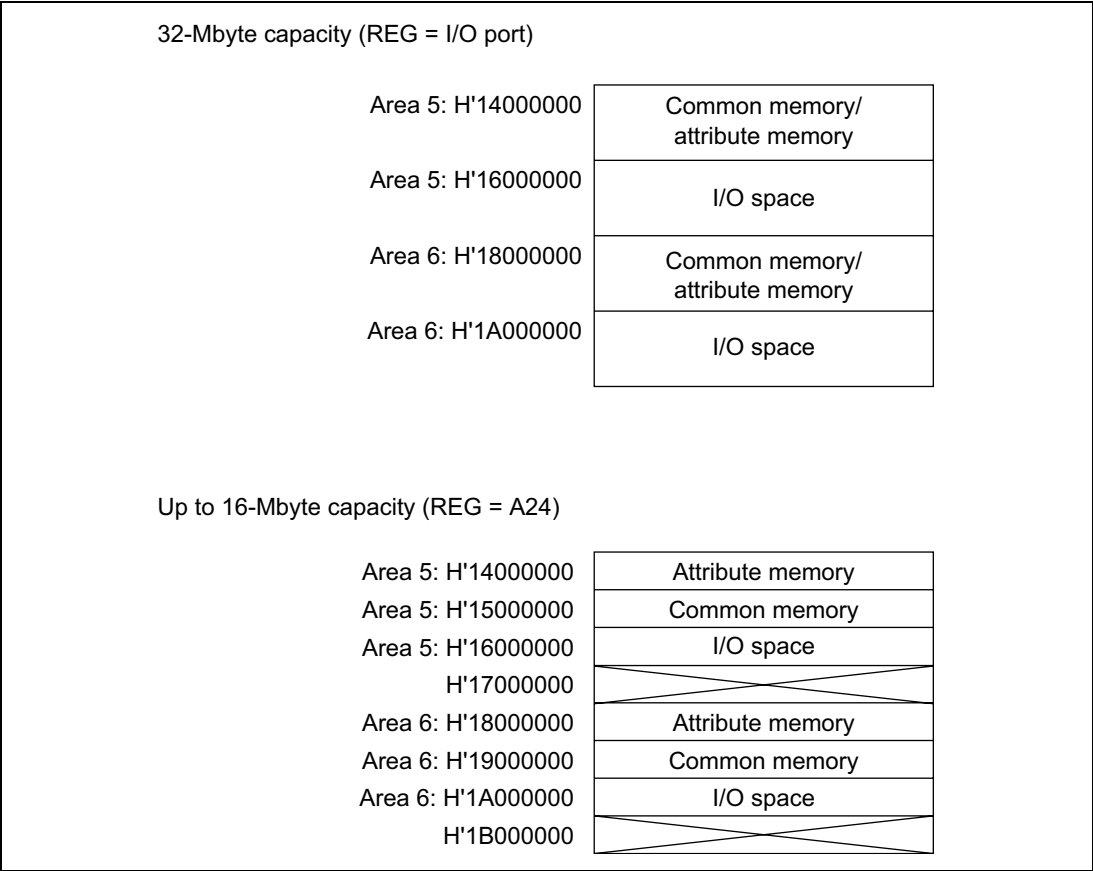 32-Mbyte capacity (REG = I/O port)
Area 5: H'14000000
Common memory/
attribute memory
Area 5: H'16000000
I/O space
Area 6: H'18000000
Common memory/
attribute memory
Area 6: H'1A000000
I/O space
Up to 16-Mbyte capacity (REG = A24)
Area 5: H'14000000 Attribute memory
Area 5: H'15000000 Common memory
Area 5: H'16000000 I/O space
H'17000000
Area 6: H'18000000 Attribute memory
Area 6: H'19000000 Common memory
Area 6: H'1A000000 I/O space
H'1B000000